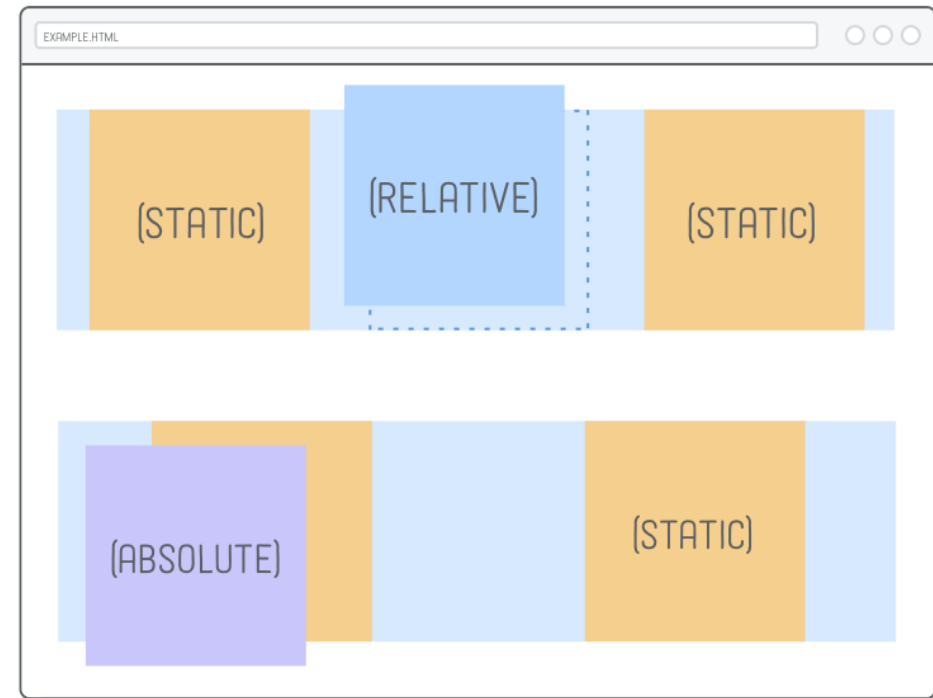 EXAMPLE.HTML
(STATIC)
(RELATIVE)
(STATIC)
(ABSOLUTE)
(STATIC)